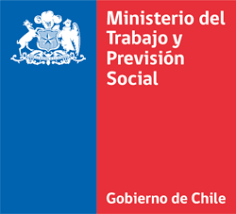 Ministerio del
Trabajo y
Previsión
Social
Gobierno de Chile